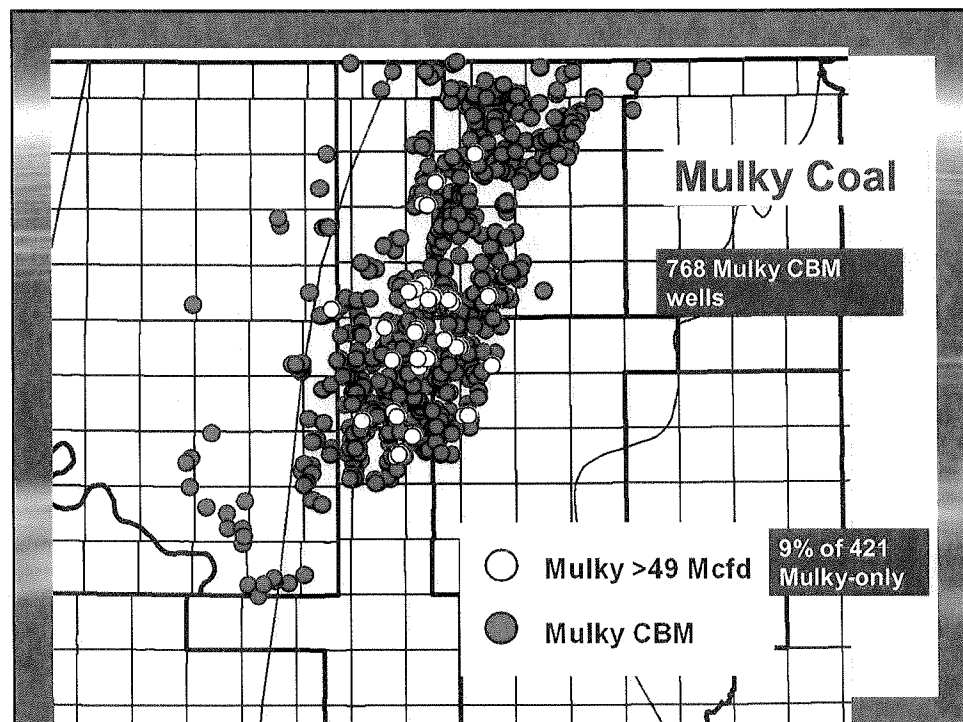 Mulky Coal
768 Mulky CBM
wells
Mulky >49 Mcfd
9% of 421
Mulky-only
Mulky CBM